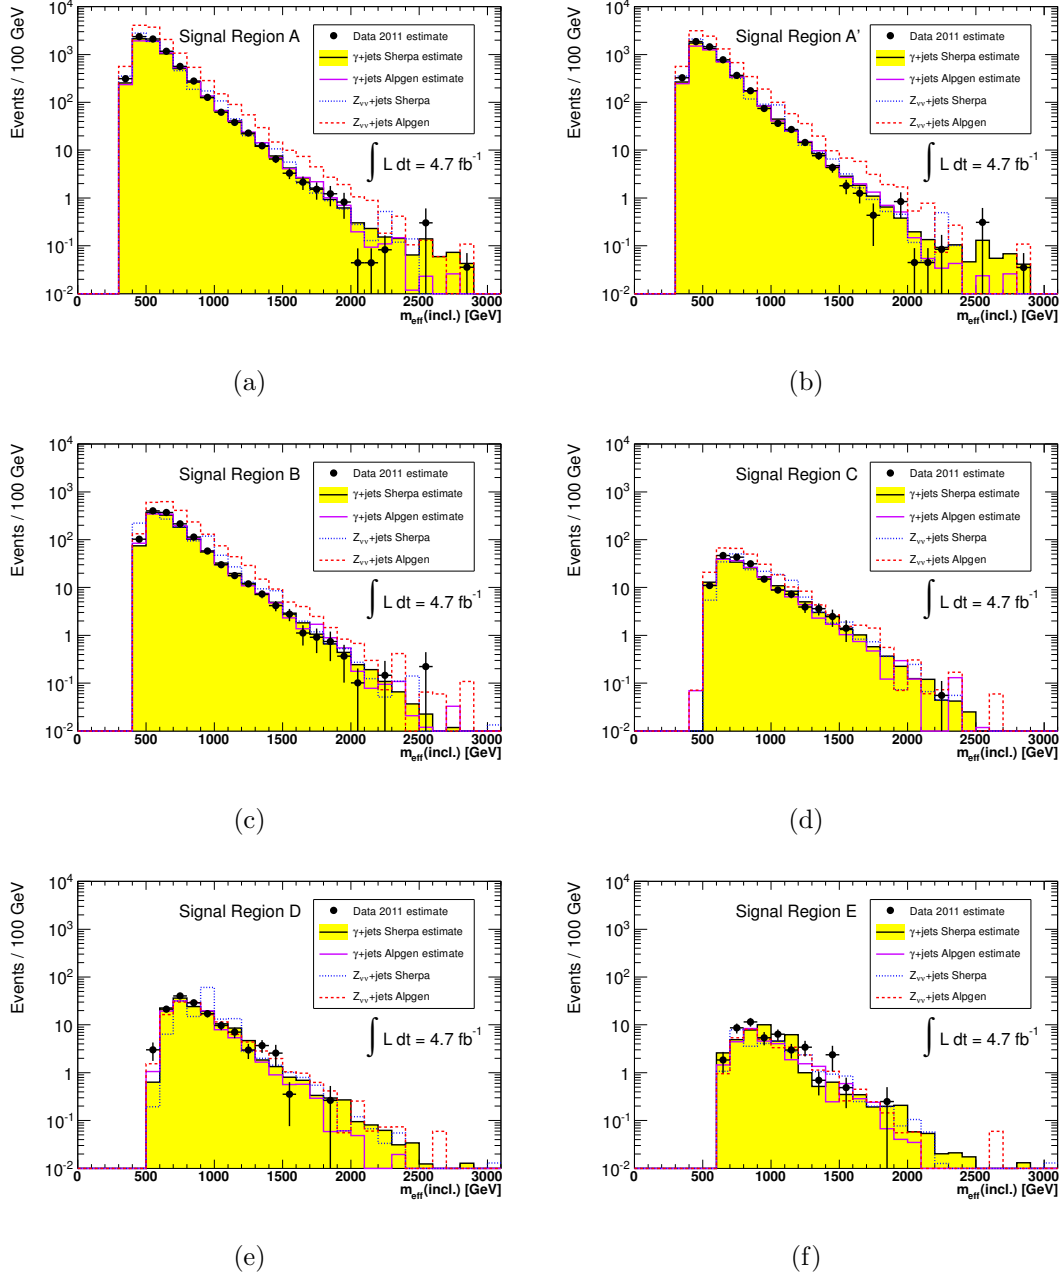 Events / 100 GeV
10⁴
10³
10²
10
1
10⁻¹
10⁻²
Signal Region A
Data 2011 estimate
γ+jets Sherpa estimate
γ+jets Alpgen estimate
Zνν+jets Sherpa
Zνν+jets Alpgen
∫ L dt = 4.7 fb⁻¹
0 500 1000 1500 2000 2500 3000
meff(incl.) [GeV]
(a)
Events / 100 GeV
10⁴
10³
10²
10
1
10⁻¹
10⁻²
Signal Region A'
Data 2011 estimate
γ+jets Sherpa estimate
γ+jets Alpgen estimate
Zνν+jets Sherpa
Zνν+jets Alpgen
∫ L dt = 4.7 fb⁻¹
0 500 1000 1500 2000 2500 3000
meff(incl.) [GeV]
(b)
Events / 100 GeV
10⁴
10³
10²
10
1
10⁻¹
10⁻²
Signal Region B
Data 2011 estimate
γ+jets Sherpa estimate
γ+jets Alpgen estimate
Zνν+jets Sherpa
Zνν+jets Alpgen
∫ L dt = 4.7 fb⁻¹
0 500 1000 1500 2000 2500 3000
meff(incl.) [GeV]
(c)
Events / 100 GeV
10⁴
10³
10²
10
1
10⁻¹
10⁻²
Signal Region C
Data 2011 estimate
γ+jets Sherpa estimate
γ+jets Alpgen estimate
Zνν+jets Sherpa
Zνν+jets Alpgen
∫ L dt = 4.7 fb⁻¹
0 500 1000 1500 2000 2500 3000
meff(incl.) [GeV]
(d)
Events / 100 GeV
10⁴
10³
10²
10
1
10⁻¹
10⁻²
Signal Region D
Data 2011 estimate
γ+jets Sherpa estimate
γ+jets Alpgen estimate
Zνν+jets Sherpa
Zνν+jets Alpgen
∫ L dt = 4.7 fb⁻¹
0 500 1000 1500 2000 2500 3000
meff(incl.) [GeV]
(e)
Events / 100 GeV
10⁴
10³
10²
10
1
10⁻¹
10⁻²
Signal Region E
Data 2011 estimate
γ+jets Sherpa estimate
γ+jets Alpgen estimate
Zνν+jets Sherpa
Zνν+jets Alpgen
∫ L dt = 4.7 fb⁻¹
0 500 1000 1500 2000 2500 3000
meff(incl.) [GeV]
(f)